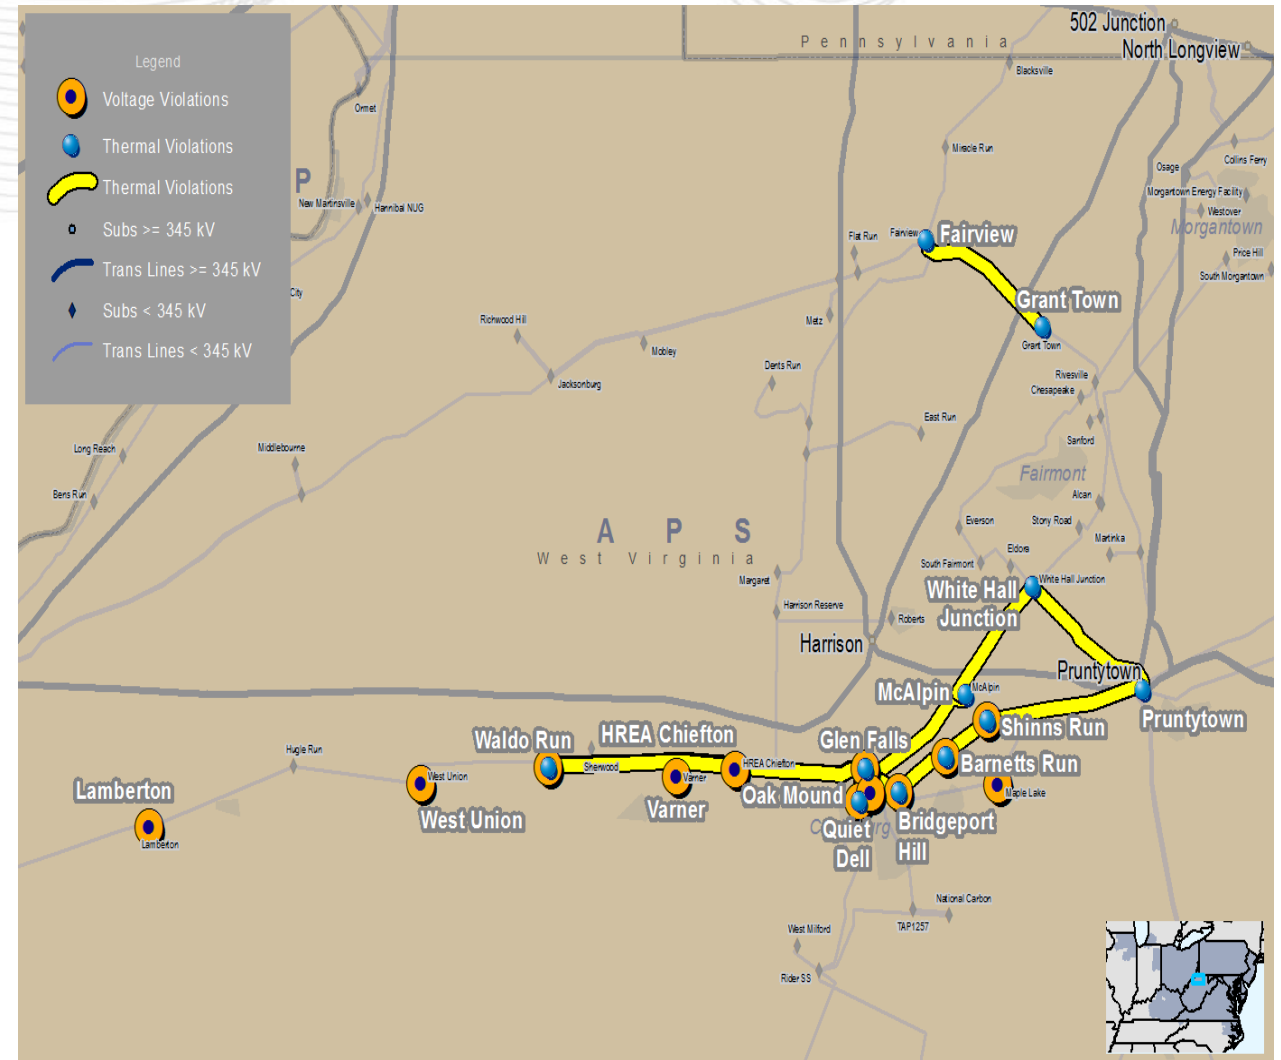 Legend
Voltage Violations
Thermal Violations
Thermal Violations
Subs >= 345 kV
Trans Lines >= 345 kV
Subs < 345 kV
Trans Lines < 345 kV
502 Junction
North Longview
Pennsylvania
Blacksville
Ormet
Miracle Run
Collins Ferry
Osage
Morgantown Energy Facility
Westover
Morgantown
P
New Martinsville
Hannibal NUG
Flat Run
Fairview
Fairview
Price Hill
South Morgantown
City
Grant Town
Grant Town
Richwood Hill
Metz
Mobley
Jacksonburg
Dents Run
Rivesville
Chesapeake
East Run
Sanford
Long Reach
Middlebourne
Fairmont
Bens Run
Alcan
Everson
Stony Road
A P S
West Virginia
Martinka
Eldora
South Fairmont
Margaret
White Hall Junction
White Hall
Junction
Harrison Reserve
Roberts
Harrison
Pruntytown
McAlpin
McAlpin
Pruntytown
Shinns Run
Waldo Run
HREA Chiefton
Glen Falls
Hugle Run
Sherwood
HREA Chiefton
Barnetts Run
West Union
Varner
Lamberton
Oak Mound
Maple Lake
West Union
Varner
Quiet
Dell
Bridgeport
Hill
Lamberton
National Carbon
West Milford
TAP1257
Rider SS